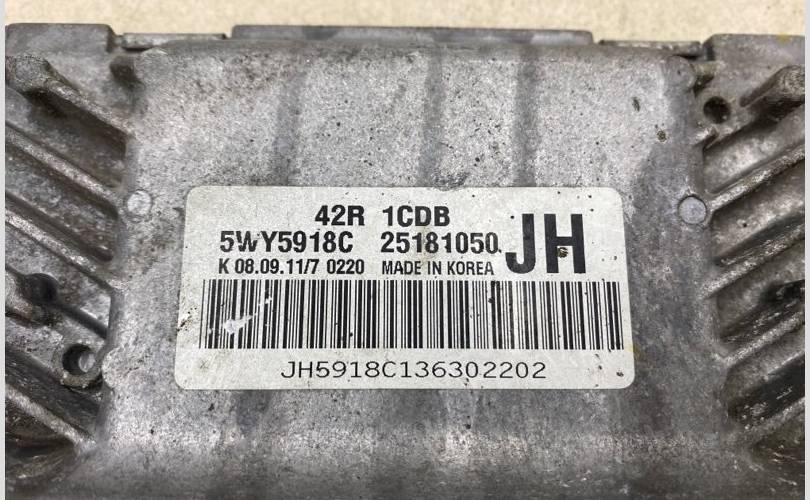 42R 1CDB
5WY5918C 25181050 JH
K 08.09.11/7 0220 MADE IN KOREA
JH5918C136302202